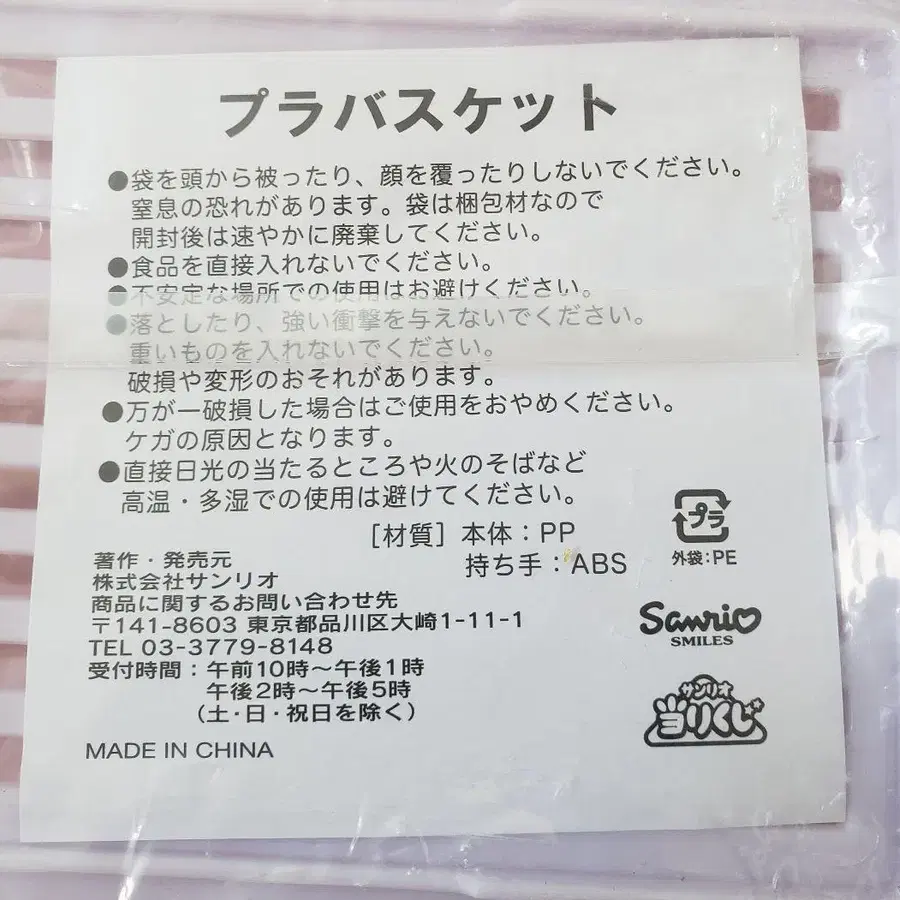 プラバスケット
●袋を頭から被ったり、顔を覆ったりしないでください。
窒息の恐れがあります。袋は梱包材なので
開封後は速やかに廃棄してください。
●食品を直接入れないでください。
●不安定な場所での使用はお避けください。
●落としたり、強い衝撃を与えないでください。
重いものを入れないでください。
破損や変形のおそれがあります。
●万が一破損した場合はご使用をおやめください。
ケガの原因となります。
●直接日光の当たるところや火のそばなど
高温・多湿での使用は避けてください。
[材質] 本体:PP
持ち手:ABS
プラ
外袋:PE
著作・発売元
株式会社サンリオ
商品に関するお問い合わせ先
〒141-8603 東京都品川区大崎1-11-1
TEL 03-3779-8148
受付時間:午前10時〜午後1時
午後2時〜午後5時
(土・日・祝日を除く)
MADE IN CHINA
Sanrio
SMILES
サンリオ
当りくじ